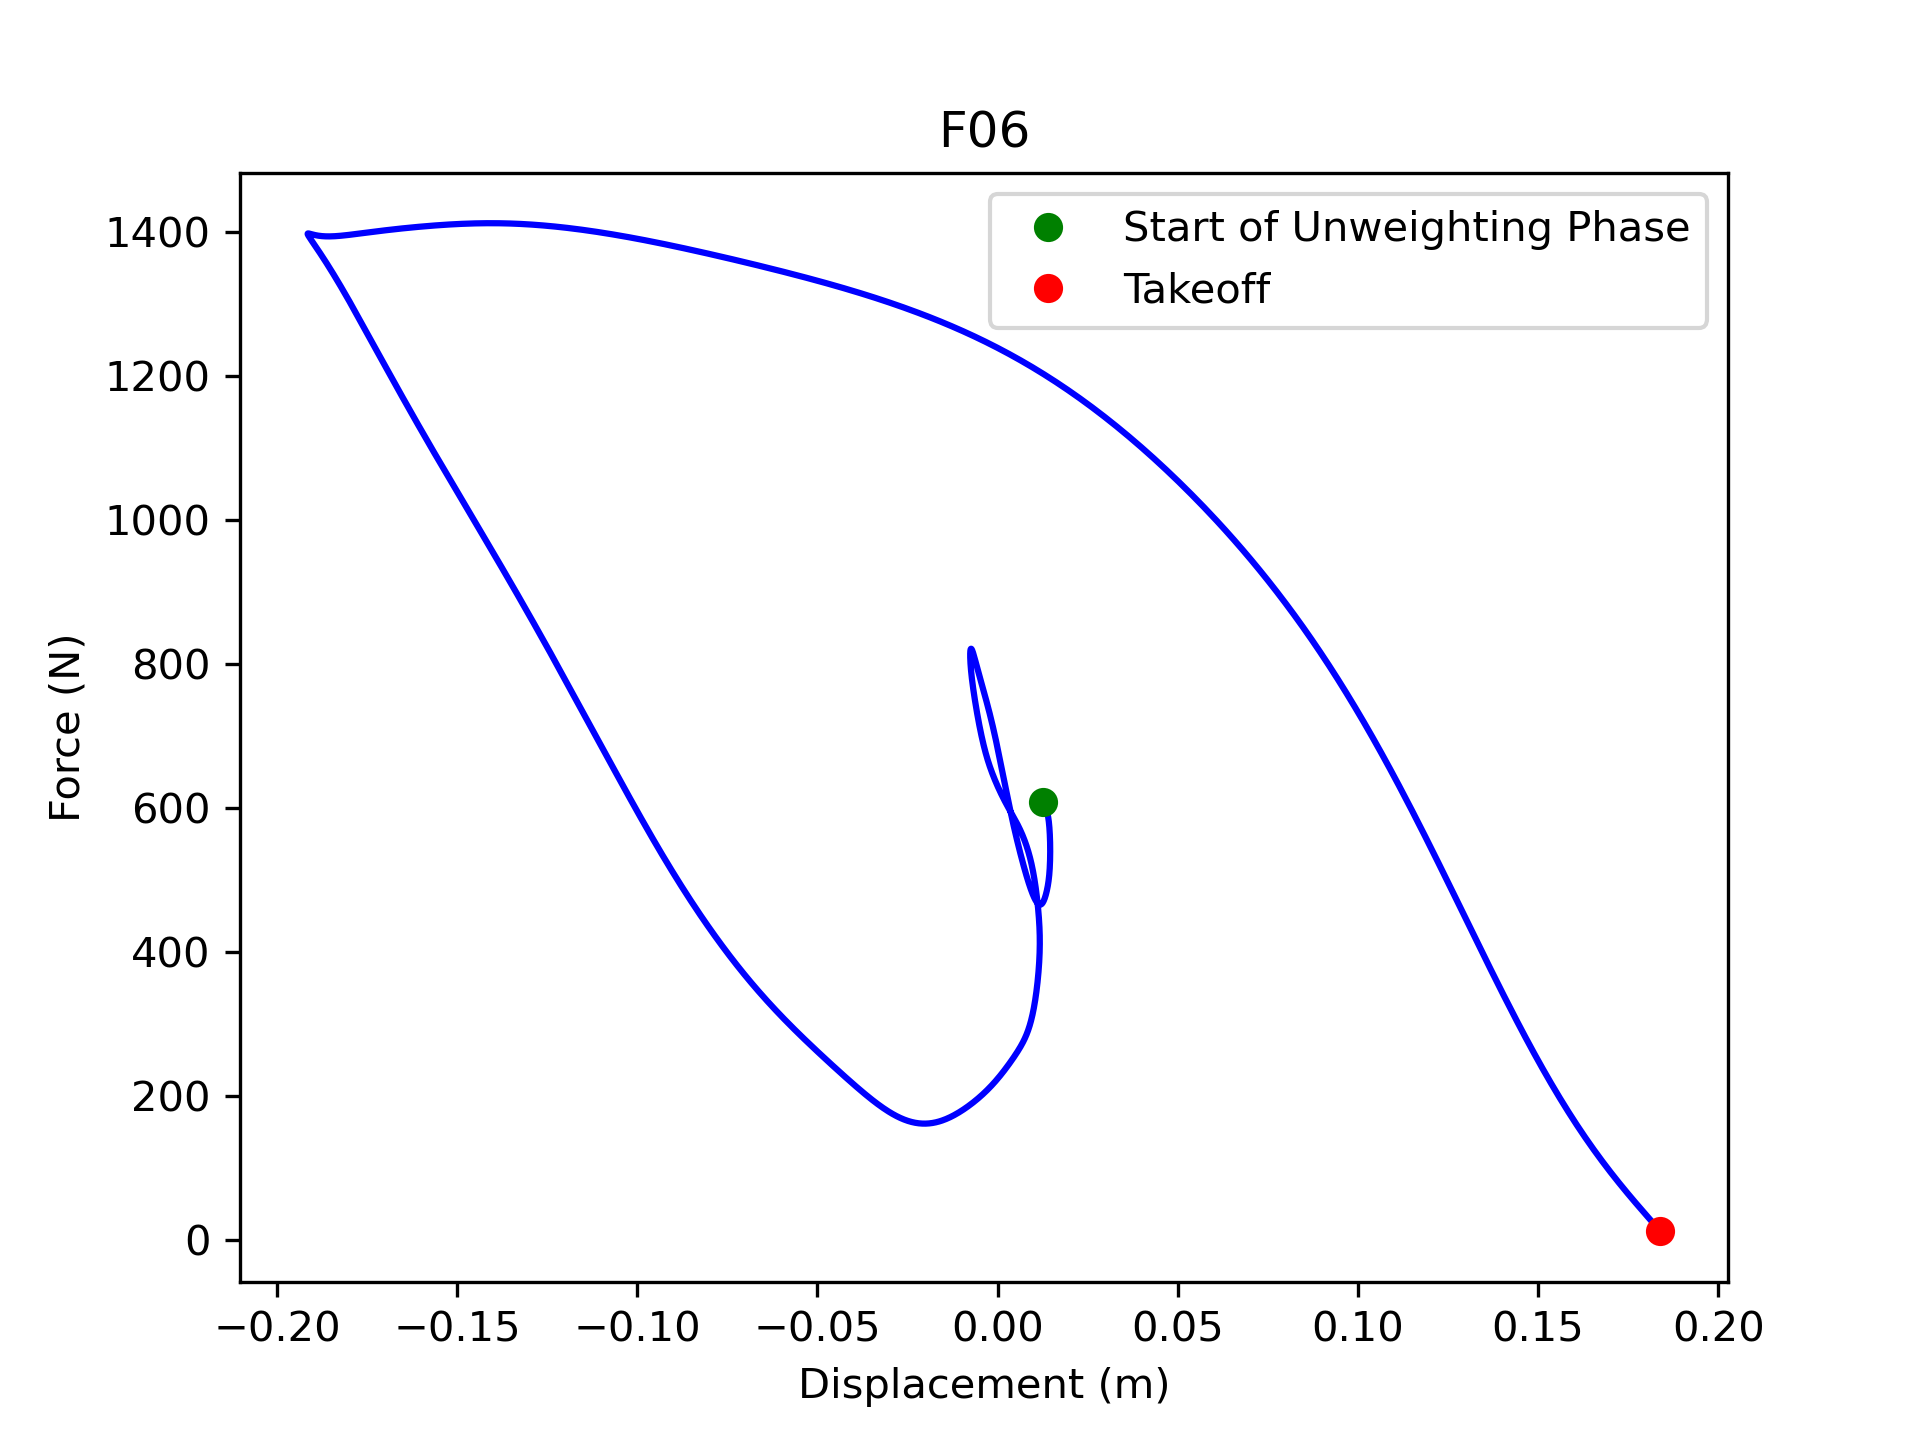 F06
Start of Unweighting Phase
Takeoff
Force (N)
1400
1200
1000
800
600
400
200
0
−0.20 −0.15 −0.10 −0.05 0.00 0.05 0.10 0.15 0.20
Displacement (m)